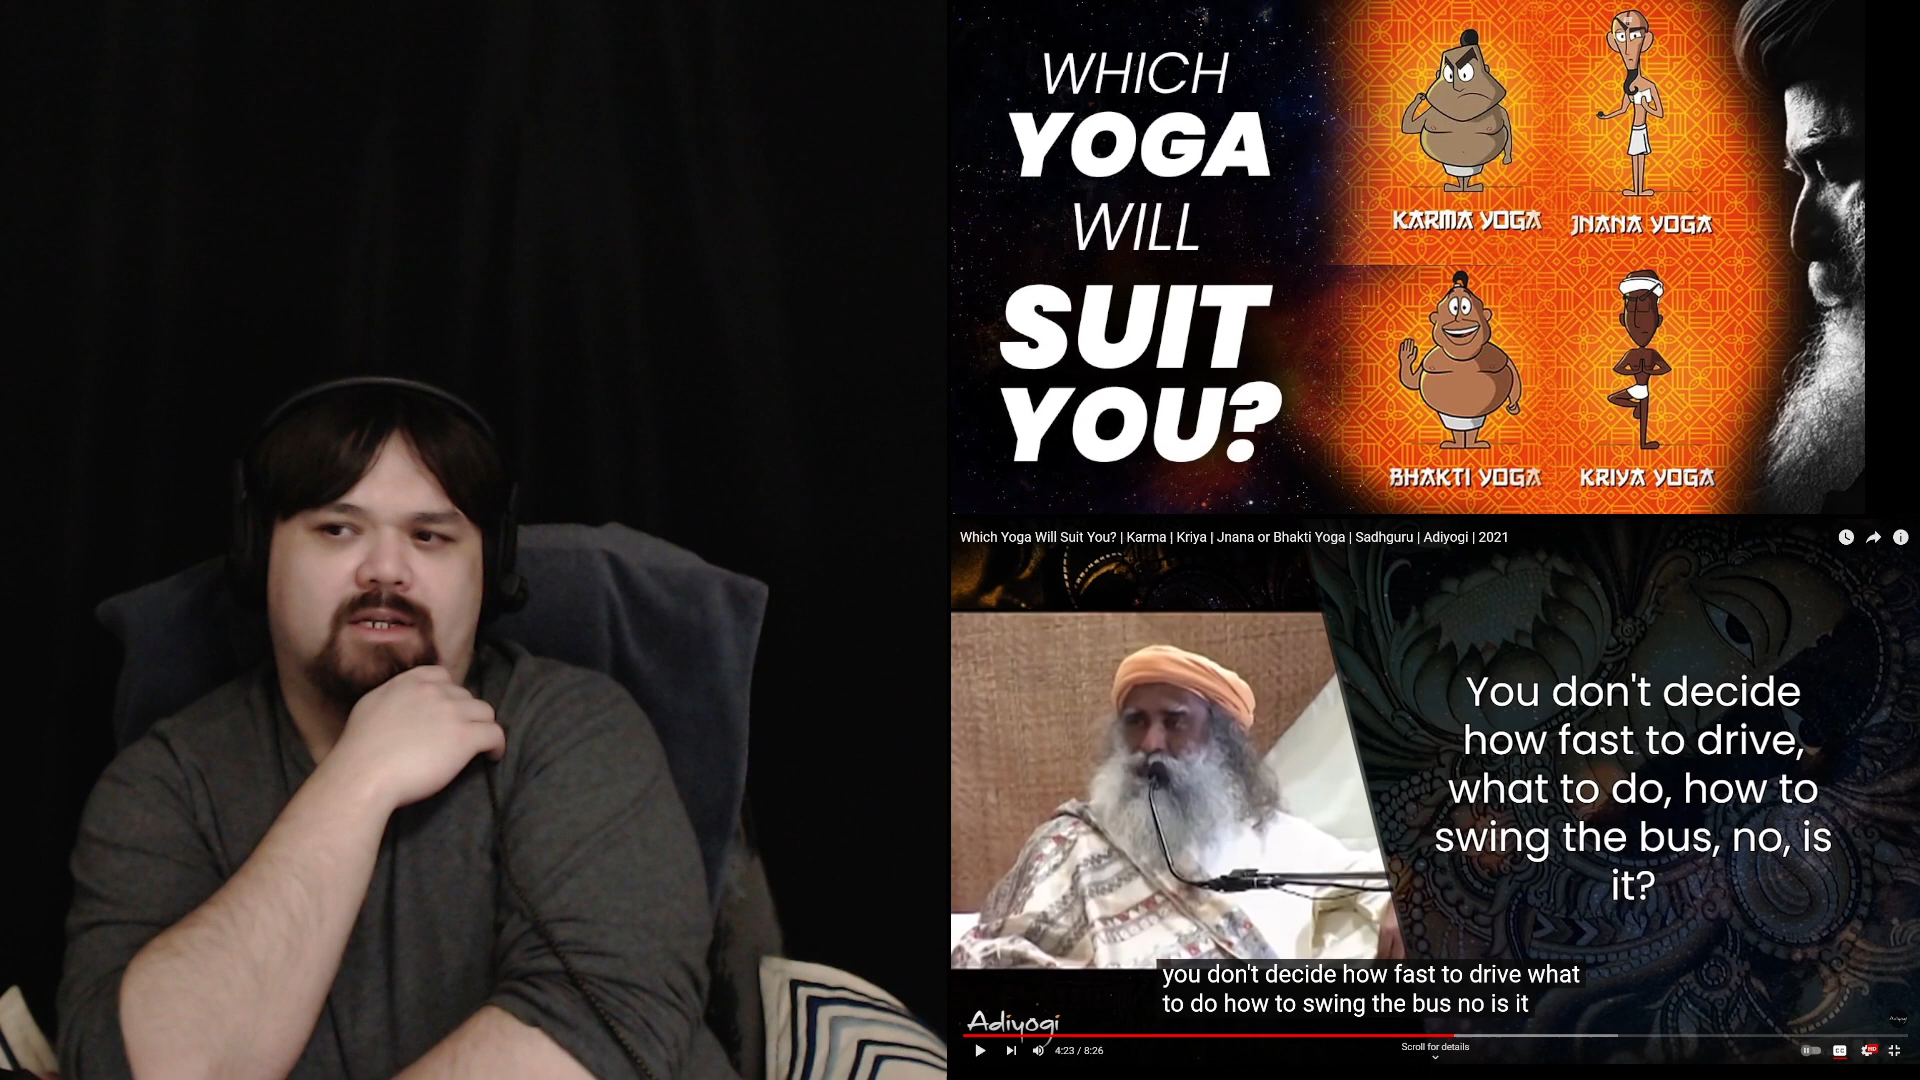 WHICH
YOGA
WILL
SUIT
YOU?
KARMA YOGA
JNANA YOGA
BHAKTI YOGA
KRIYA YOGA
Which Yoga Will Suit You? | Karma | Kriya | Jnana or Bhakti Yoga | Sadhguru | Adiyogi | 2021
You don't decide
how fast to drive,
what to do, how to
swing the bus, no, is
it?
you don't decide how fast to drive what
to do how to swing the bus no is it
Adiyogi
4:23 / 8:26
Scroll for details
CC
HD